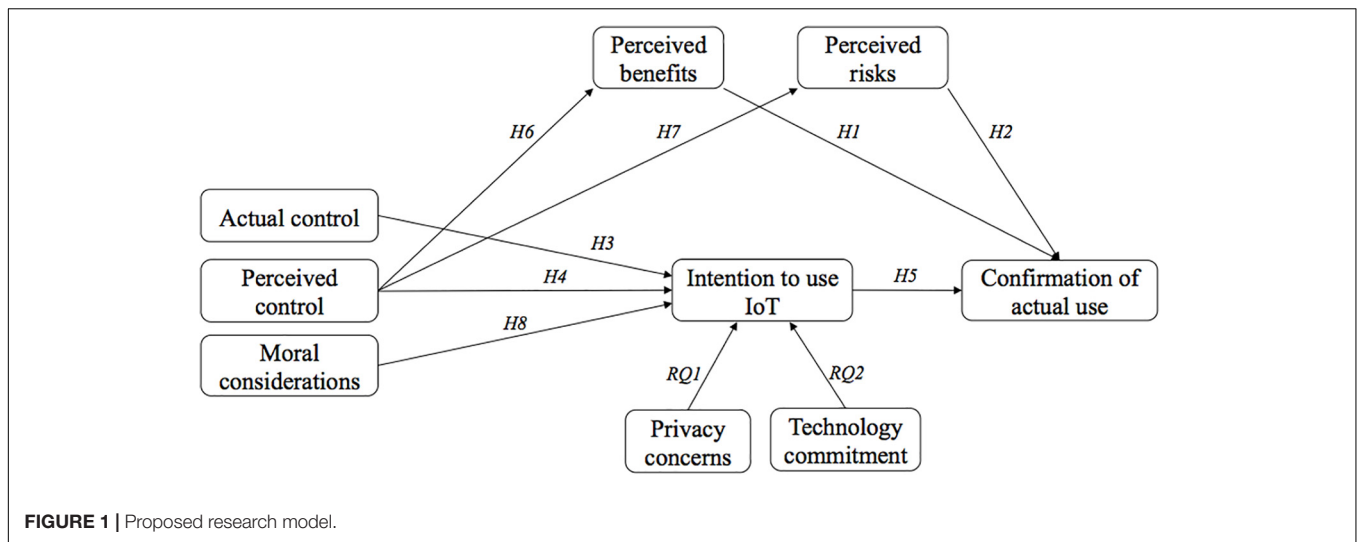 Perceived
benefits
Perceived
risks
H6
H7
H1
H2
Actual control
H3
Perceived
control
H4
Intention to use
IoT
H5
Confirmation of
actual use
H8
Moral
considerations
RQ1
RQ2
Privacy
concerns
Technology
commitment
FIGURE 1 | Proposed research model.